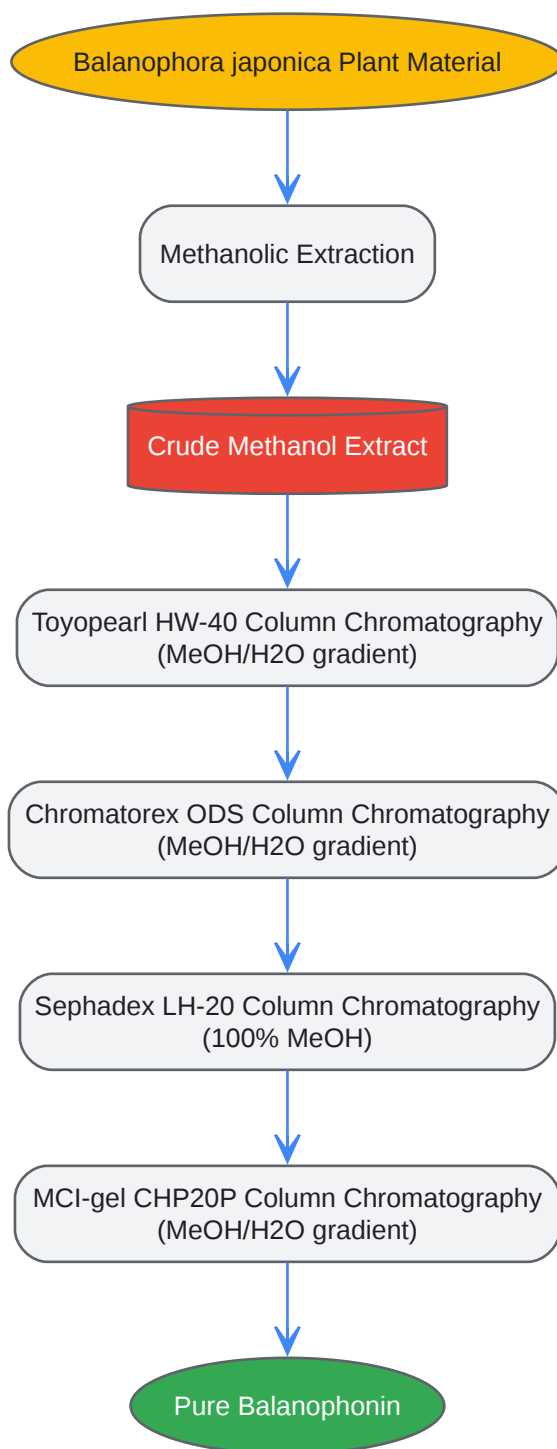 Balanophora japonica Plant Material
Methanolic Extraction
Crude Methanol Extract
Toyopearl HW-40 Column Chromatography
(MeOH/H2O gradient)
Chromatorex ODS Column Chromatography
(MeOH/H2O gradient)
Sephadex LH-20 Column Chromatography
(100% MeOH)
MCI-gel CHP20P Column Chromatography
(MeOH/H2O gradient)
Pure Balanophonin